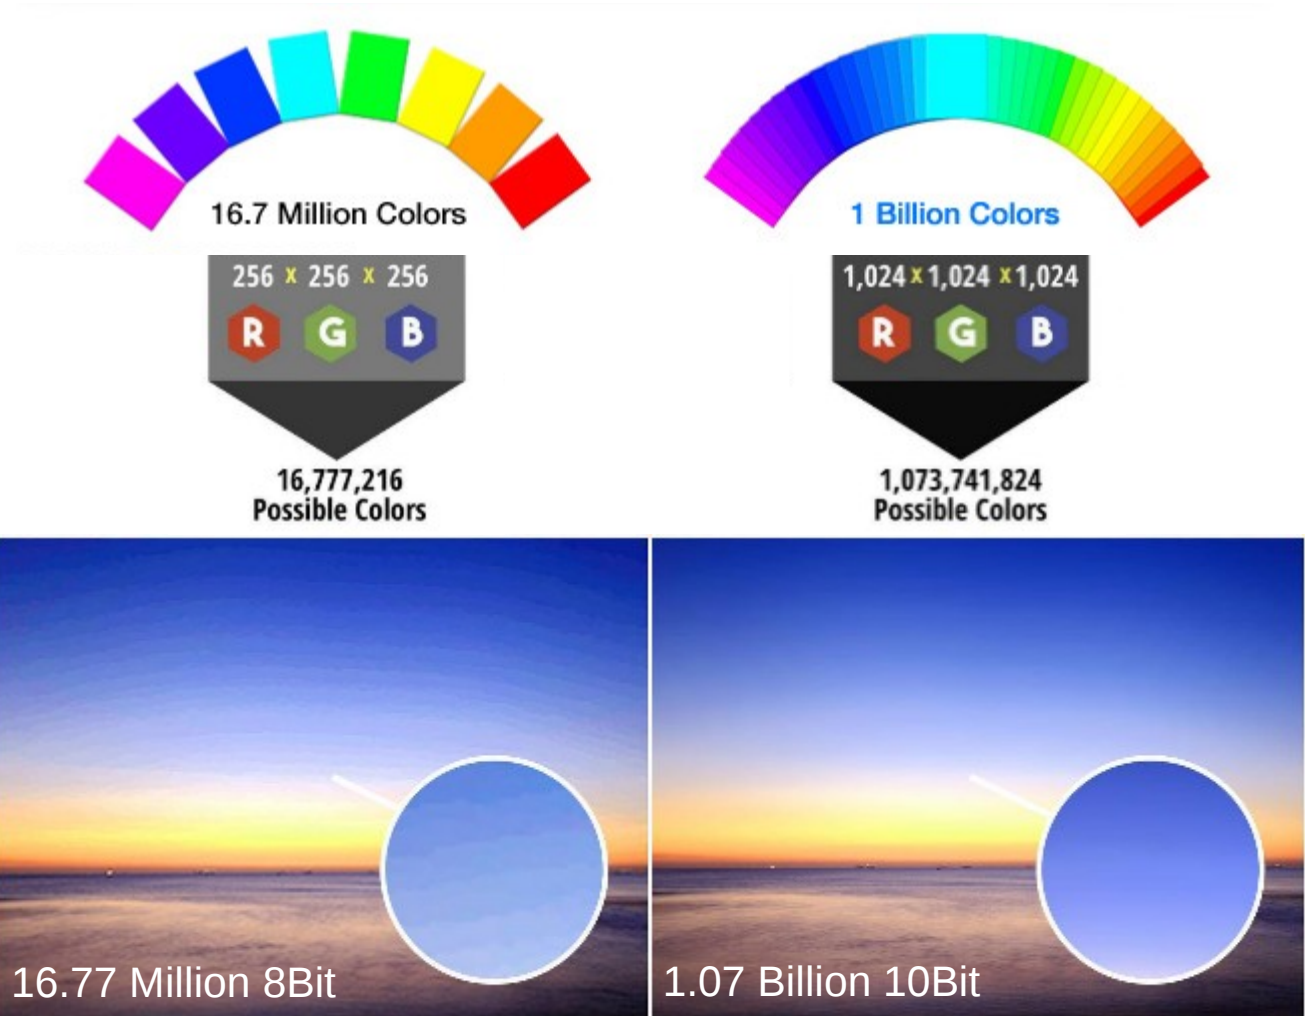 16.7 Million Colors
1 Billion Colors
256 x 256 x 256
R G B
1,024 x 1,024 x 1,024
R G B
16,777,216
Possible Colors
1,073,741,824
Possible Colors
16.77 Million 8Bit
1.07 Billion 10Bit